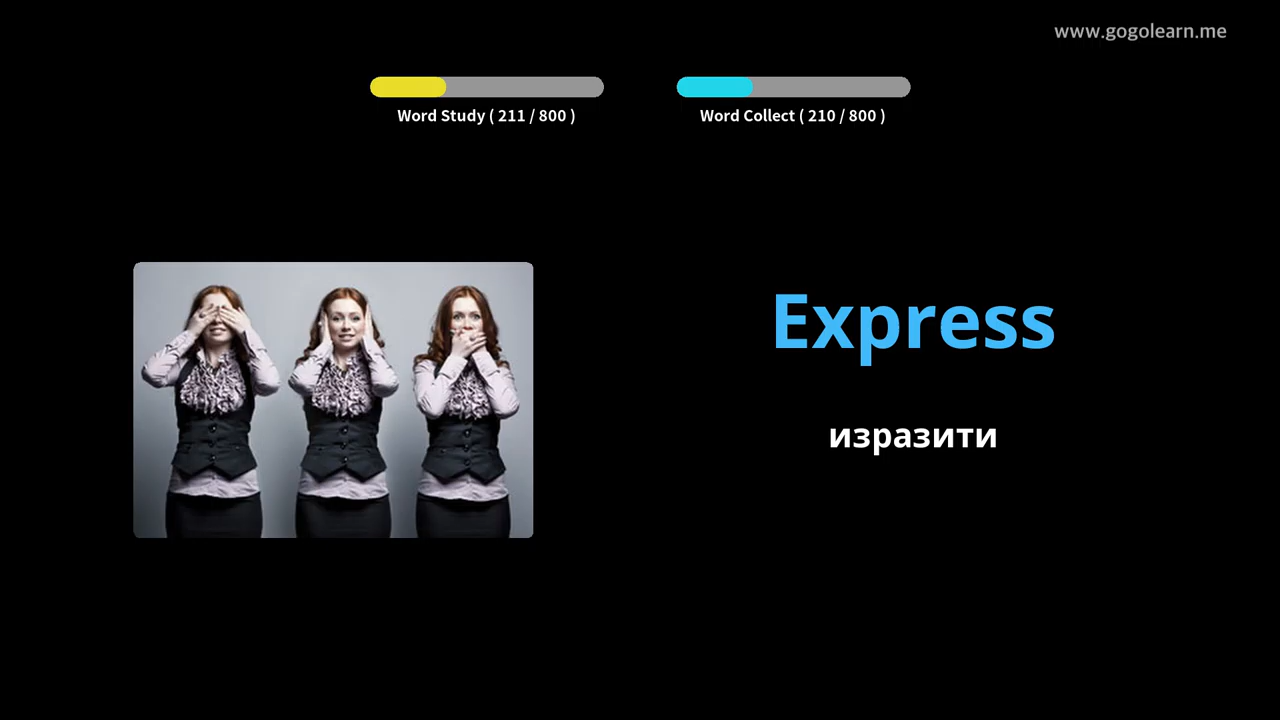 www.gogolearn.me
Word Study ( 211 / 800 )
Word Collect ( 210 / 800 )
Express
изразити